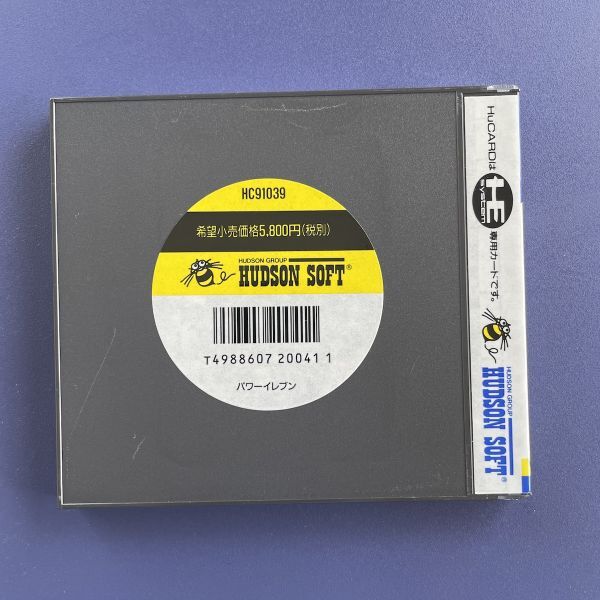 HC91039
希望小売価格5,800円(税別)
HUDSON GROUP
HUDSON SOFT®
T4988607 20041 1
パワーイレブン
HuCARDは
HE
system
専用カードです。
HUDSON GROUP
HUDSON SOFT®